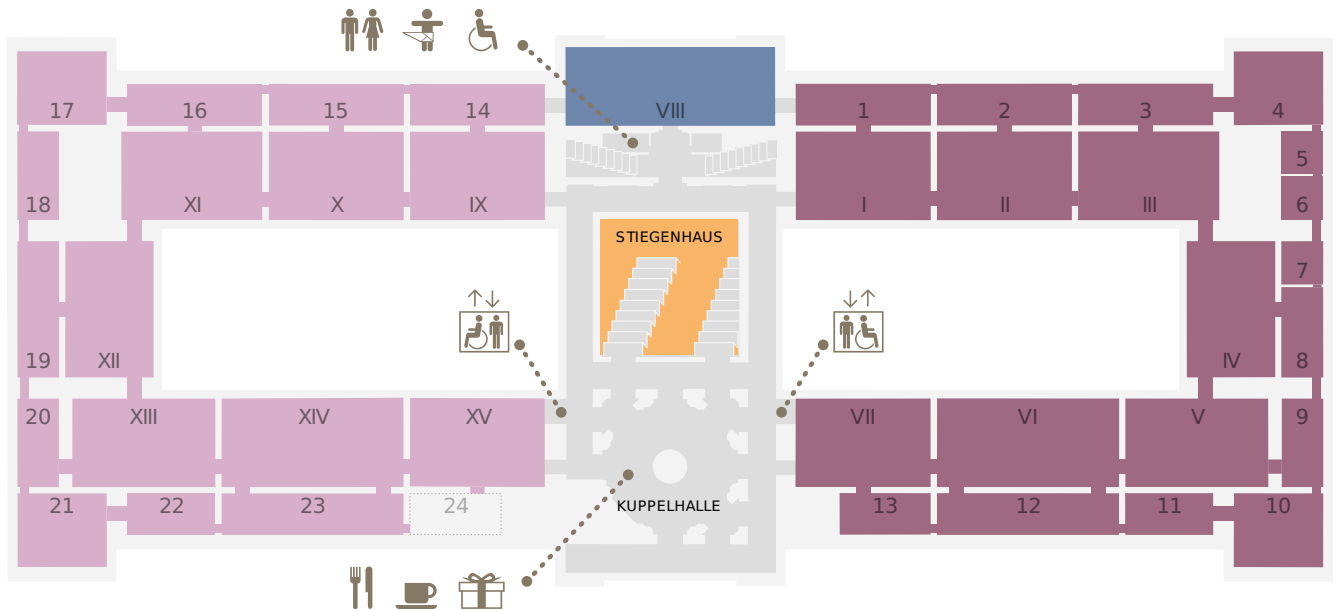 17 16 15 14 VIII 1 2 3 4
5
18 XI X IX I II III 6
STIEGENHAUS
7
19 XII IV 8
20 XIII XIV XV VII VI V 9
21 22 23 24 KUPPELHALLE 13 12 11 10